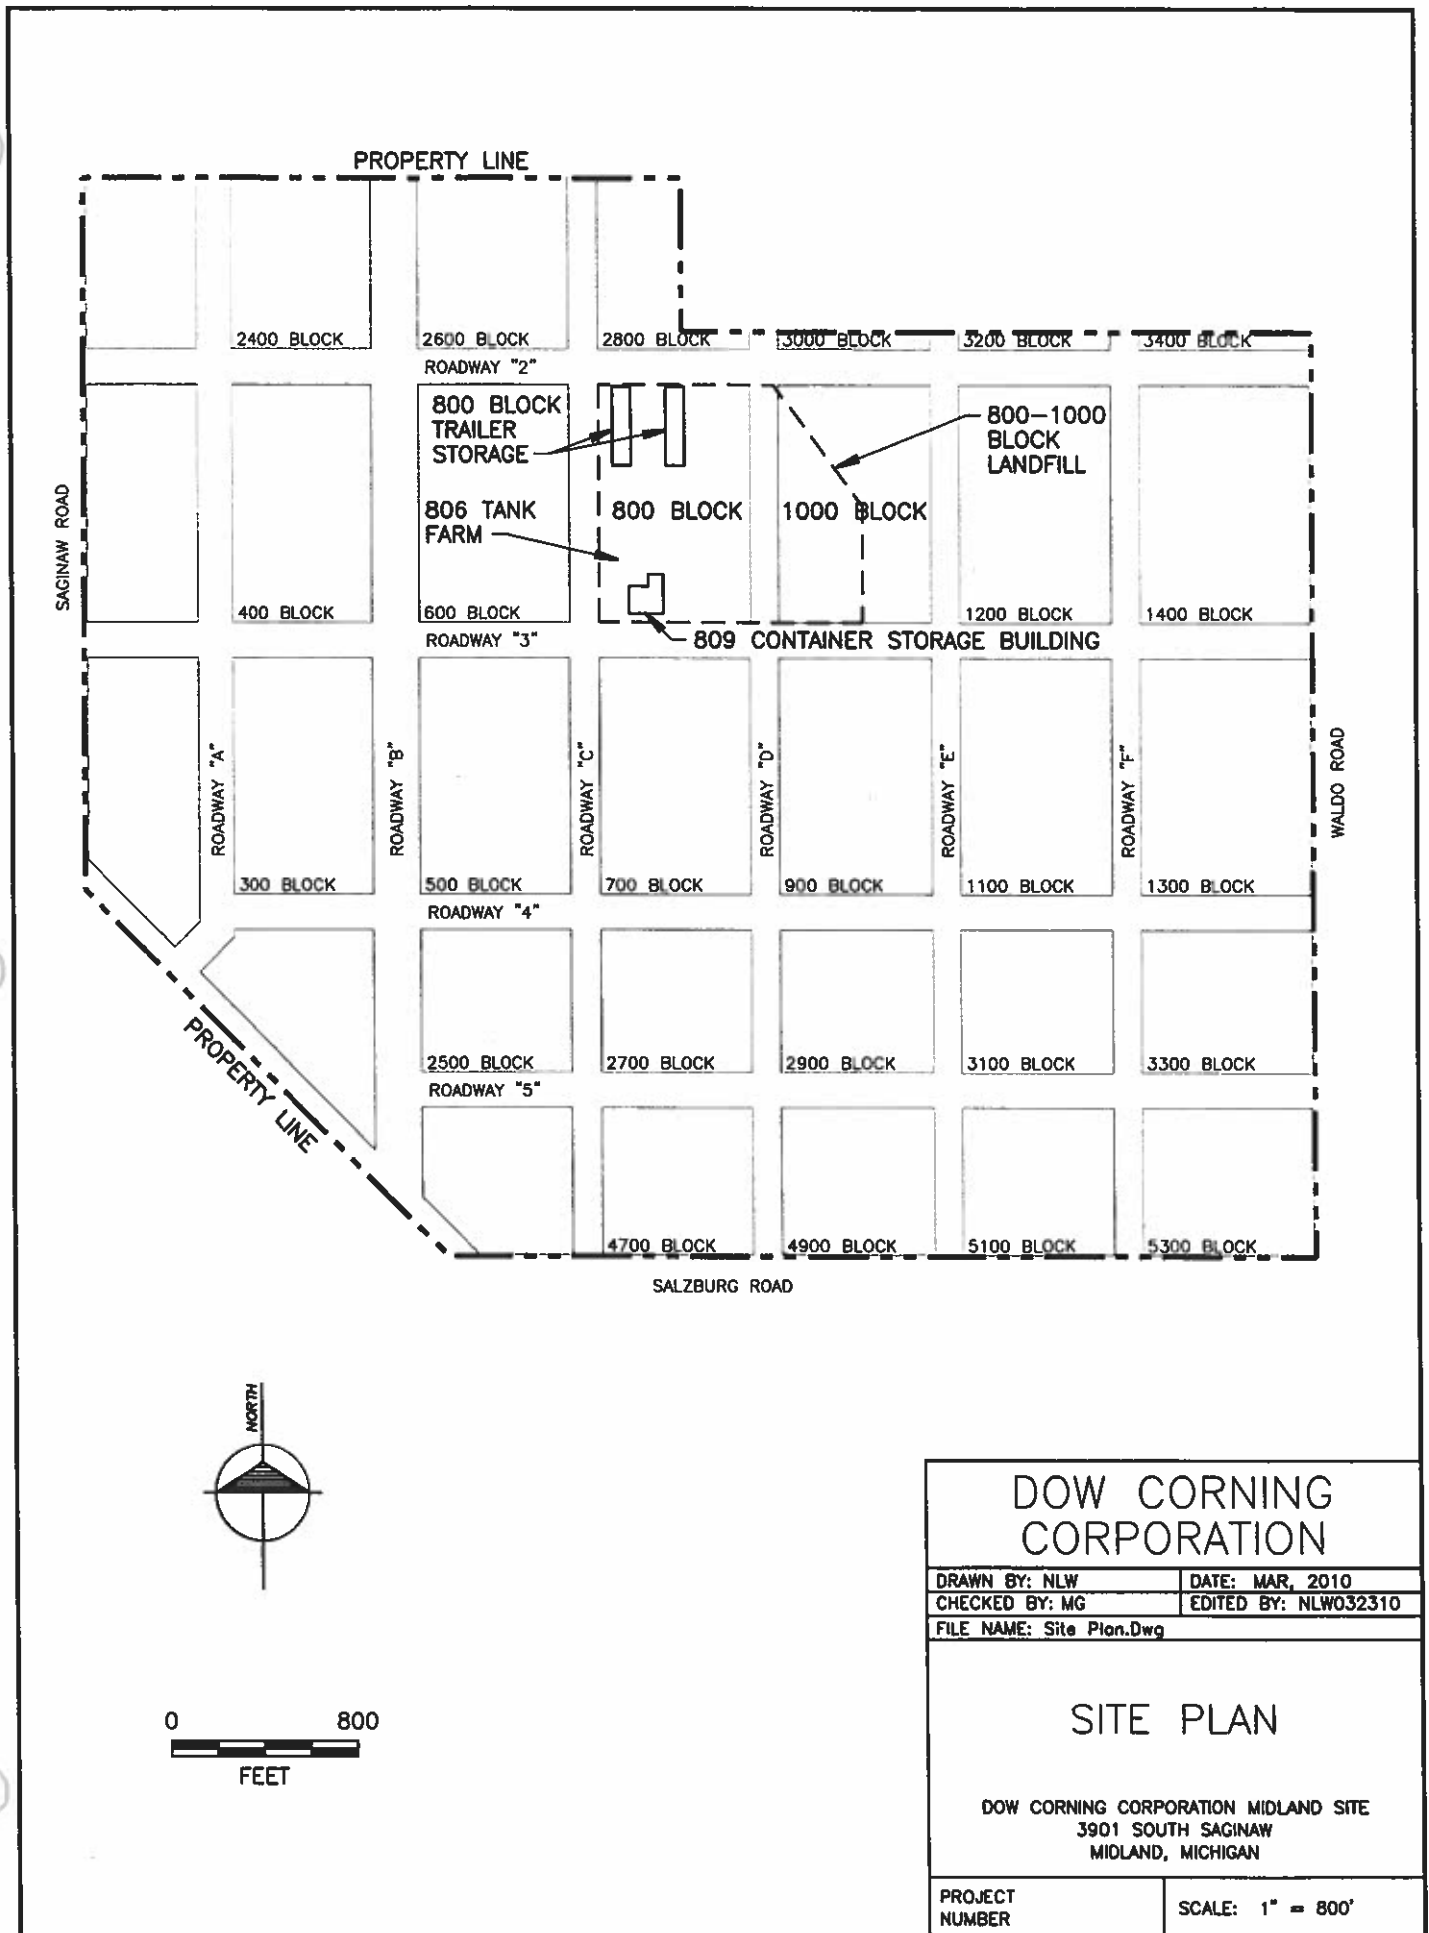 PROPERTY LINE
2400 BLOCK
2600 BLOCK
2800 BLOCK
3000 BLOCK
3200 BLOCK
3400 BLOCK
ROADWAY "2"
800 BLOCK
TRAILER
STORAGE
800-1000
BLOCK
LANDFILL
SAGINAW ROAD
806 TANK
FARM
800 BLOCK
1000 BLOCK
400 BLOCK
600 BLOCK
1200 BLOCK
1400 BLOCK
ROADWAY "3"
809 CONTAINER STORAGE BUILDING
ROADWAY "A"
ROADWAY "B"
ROADWAY "C"
ROADWAY "D"
ROADWAY "E"
ROADWAY "F"
WALDO ROAD
300 BLOCK
500 BLOCK
700 BLOCK
900 BLOCK
1100 BLOCK
1300 BLOCK
ROADWAY "4"
PROPERTY LINE
2500 BLOCK
2700 BLOCK
2900 BLOCK
3100 BLOCK
3300 BLOCK
ROADWAY "5"
4700 BLOCK
4900 BLOCK
5100 BLOCK
5300 BLOCK
SALZBURG ROAD
NORTH
0 800
FEET
DOW CORNING
CORPORATION
DRAWN BY: NLW
DATE: MAR, 2010
CHECKED BY: MG
EDITED BY: NLW032310
FILE NAME: Site Plan.Dwg
SITE PLAN
DOW CORNING CORPORATION MIDLAND SITE
3901 SOUTH SAGINAW
MIDLAND, MICHIGAN
PROJECT
NUMBER
SCALE: 1" = 800'